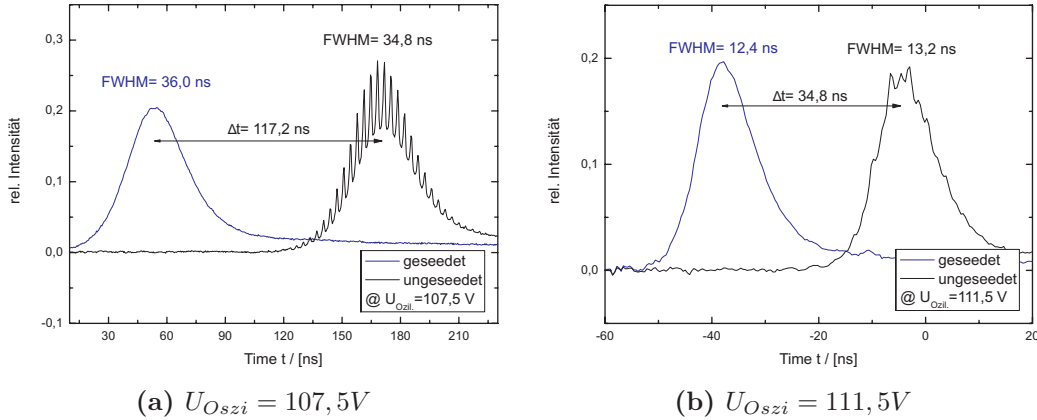 FWHM= 34,8 ns
FWHM= 36,0 ns
Δt= 117,2 ns
rel. Intensität
0,3
0,2
0,1
0,0
-0,1
30 60 90 120 150 180 210
Time t / [ns]
geseedet
ungeseedet
@ U_Ozil.=107,5 V
(a) U_Oszi = 107, 5V
FWHM= 12,4 ns
FWHM= 13,2 ns
Δt= 34,8 ns
rel. Intensität
0,2
0,1
0,0
-60 -40 -20 0 20
Time t / [ns]
geseedet
ungeseedet
@ U_Ozil.=111,5 V
(b) U_Oszi = 111, 5V